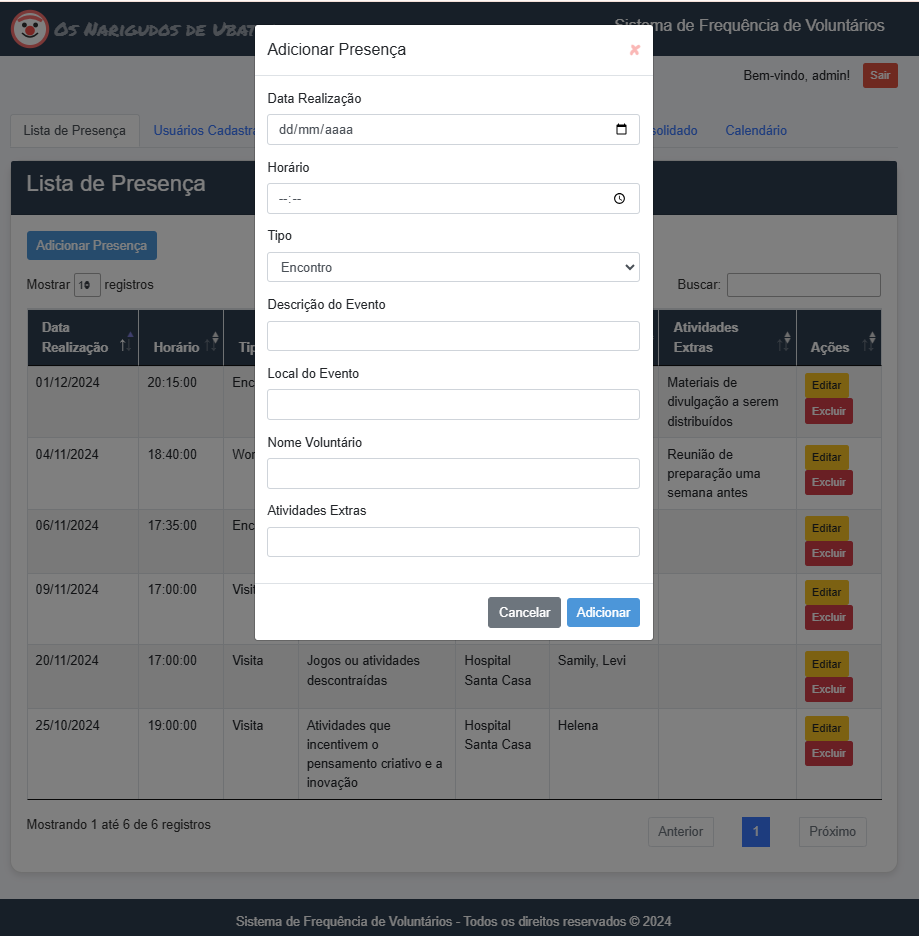 Os Narigudos de Ubat
Sistema de Frequência de Voluntários
Bem-vindo, admin! Sair
Lista de Presença Usuários Cadastra solidado Calendário
Lista de Presença
Adicionar Presença
Mostrar 10 registros Buscar:
Data Realização Horário Tip Atividades Extras Ações
01/12/2024 20:15:00 Enc Materiais de divulgação a serem distribuídos Editar Excluir
04/11/2024 18:40:00 Wor Reunião de preparação uma semana antes Editar Excluir
06/11/2024 17:35:00 Enc Editar Excluir
09/11/2024 17:00:00 Visit Editar Excluir
20/11/2024 17:00:00 Visita Jogos ou atividades descontraídas Hospital Santa Casa Samily, Levi Editar Excluir
25/10/2024 19:00:00 Visita Atividades que incentivem o pensamento criativo e a inovação Hospital Santa Casa Helena Editar Excluir
Mostrando 1 até 6 de 6 registros Anterior 1 Próximo
Adicionar Presença
Data Realização
dd/mm/aaaa
Horário
--:--
Tipo
Encontro
Descrição do Evento
Local do Evento
Nome Voluntário
Atividades Extras
Cancelar Adicionar
Sistema de Frequência de Voluntários - Todos os direitos reservados © 2024